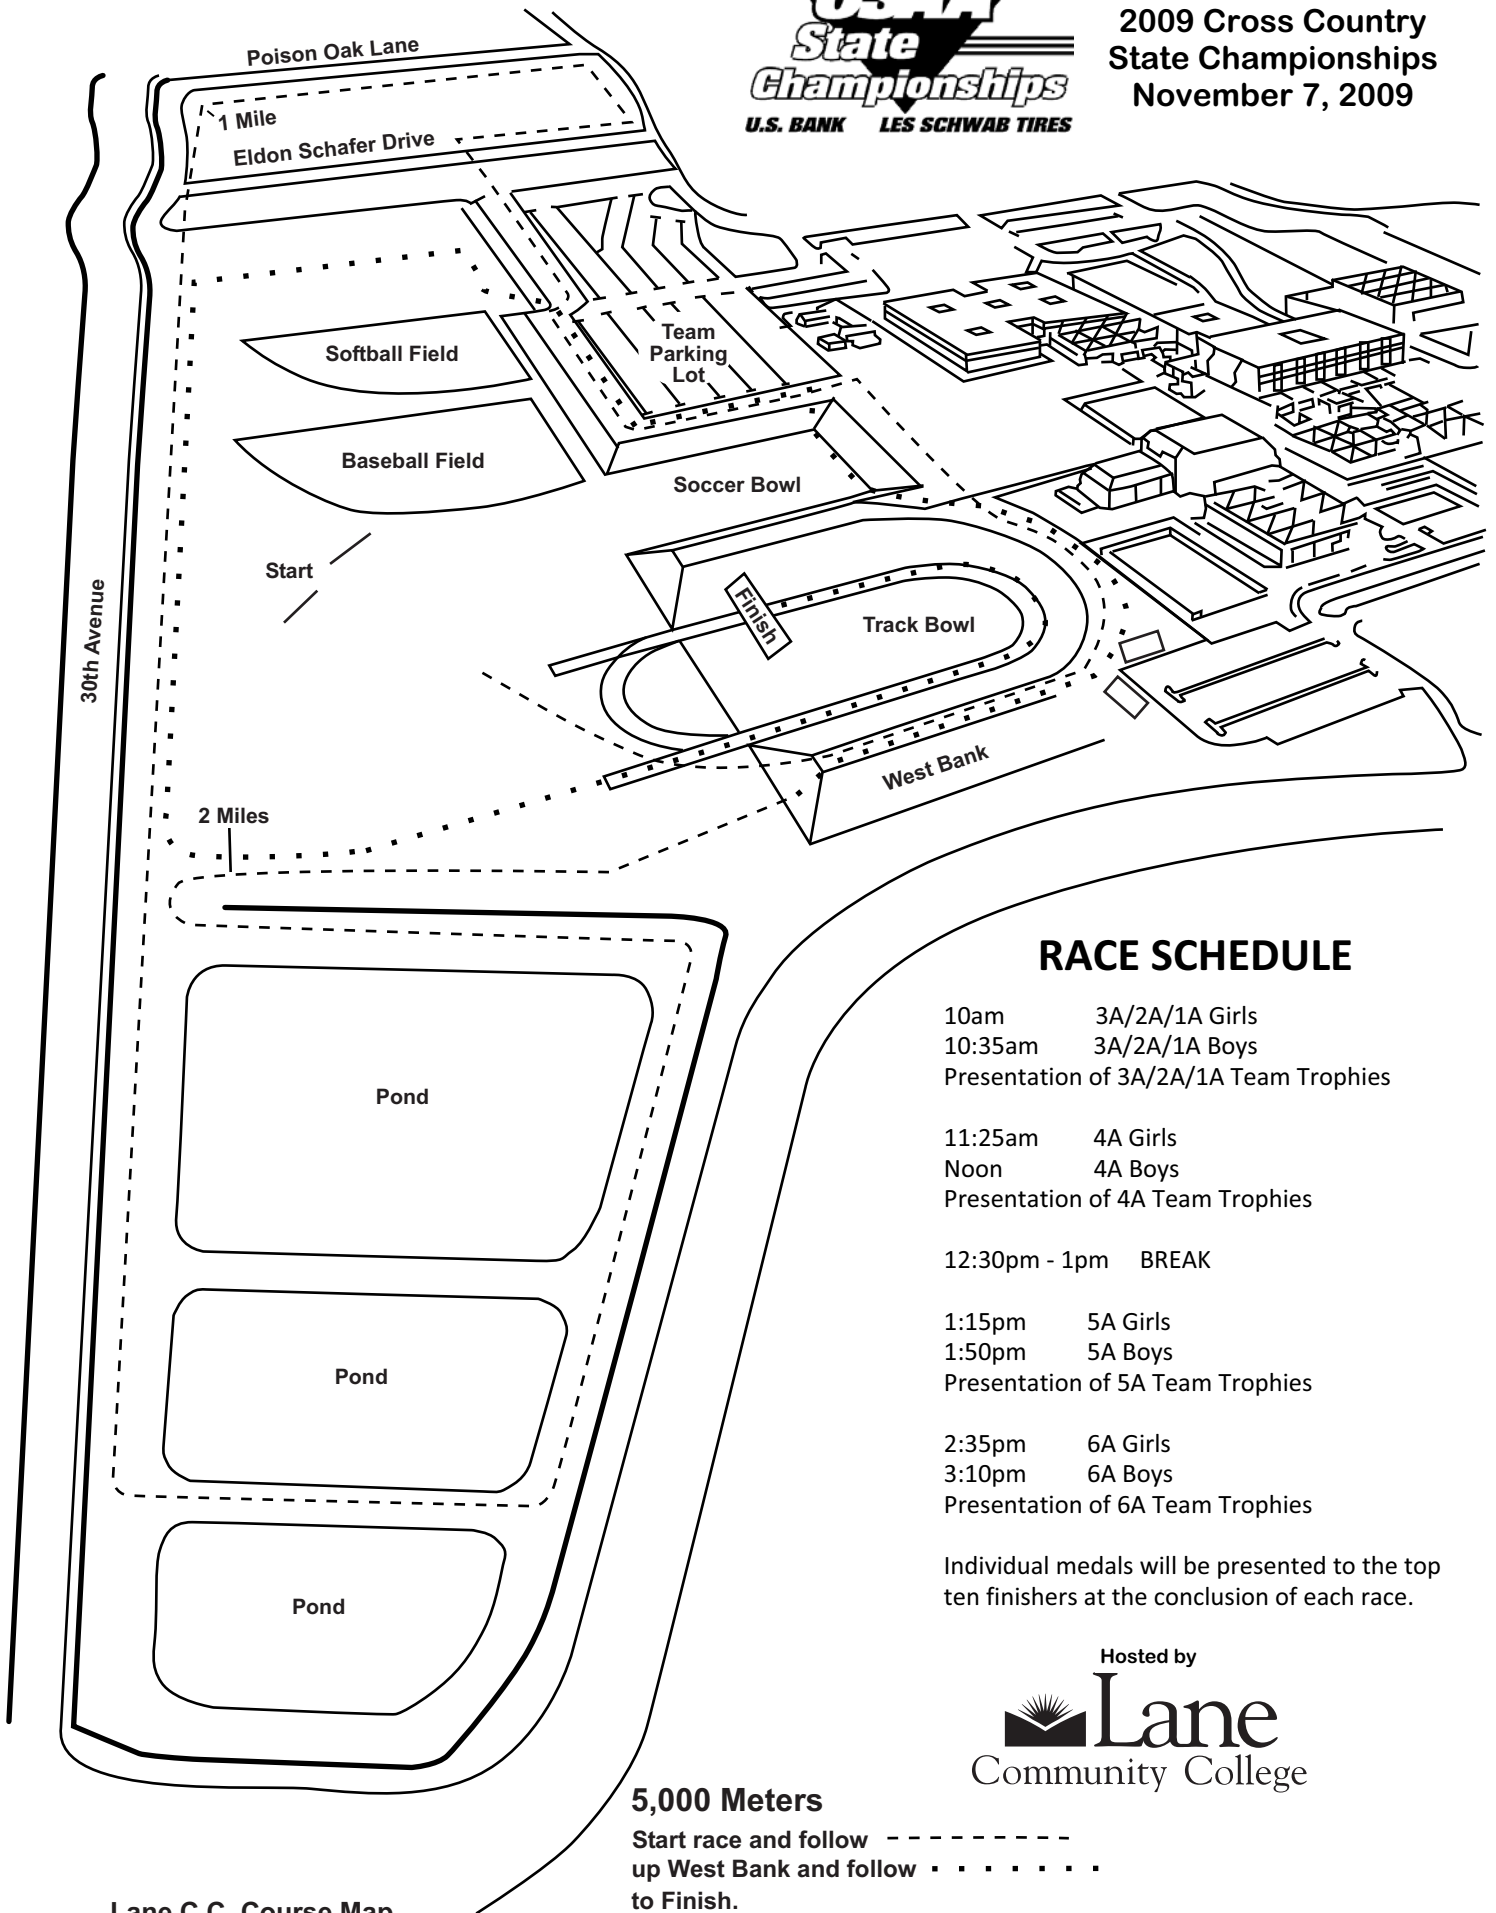 State
Championships
U.S. BANK LES SCHWAB TIRES
2009 Cross Country
State Championships
November 7, 2009
Poison Oak Lane
1 Mile
Eldon Schafer Drive
Team
Parking
Lot
Softball Field
Baseball Field
Soccer Bowl
Start
30th Avenue
Finish
Track Bowl
West Bank
2 Miles
Pond
Pond
Pond
RACE SCHEDULE
10am 3A/2A/1A Girls
10:35am 3A/2A/1A Boys
Presentation of 3A/2A/1A Team Trophies
11:25am 4A Girls
Noon 4A Boys
Presentation of 4A Team Trophies
12:30pm - 1pm BREAK
1:15pm 5A Girls
1:50pm 5A Boys
Presentation of 5A Team Trophies
2:35pm 6A Girls
3:10pm 6A Boys
Presentation of 6A Team Trophies
Individual medals will be presented to the top
ten finishers at the conclusion of each race.
Hosted by
Lane
Community College
5,000 Meters
Start race and follow
up West Bank and follow
to Finish.
Lane C.C. Course Map